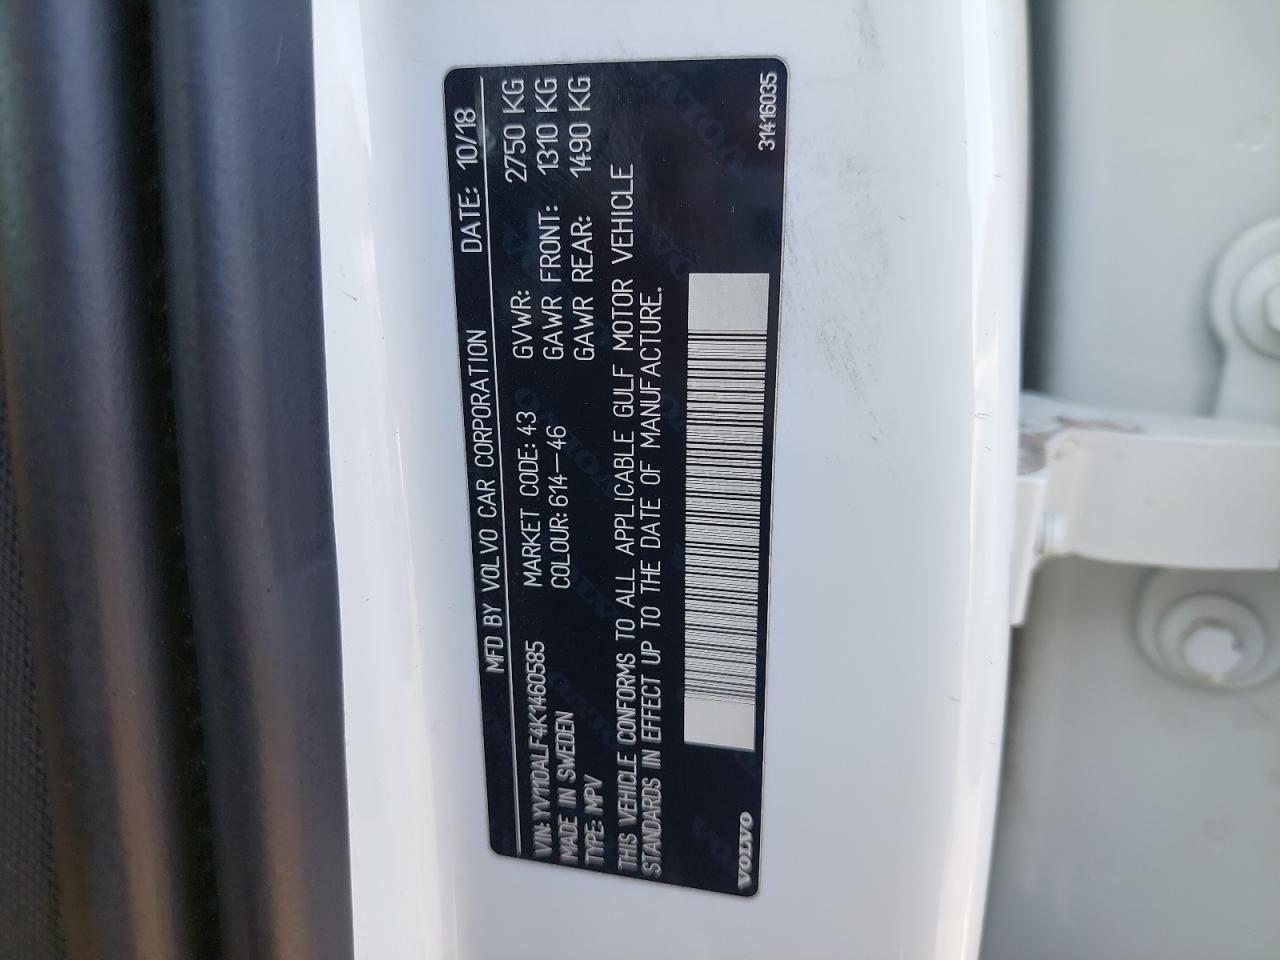 MFD BY VOLVO CAR CORPORATION DATE: 10/18
VIN: YV110ALF4K1460585 MARKET CODE: 43 GVWR: 2750 KG
MADE IN SWEDEN COLOUR: 614-46 GAWR FRONT: 1310 KG
TYPE: MPV GAWR REAR: 1490 KG
THIS VEHICLE CONFORMS TO ALL APPLICABLE GULF MOTOR VEHICLE
STANDARDS IN EFFECT UP TO THE DATE OF MANUFACTURE.
VOLVO 31416035